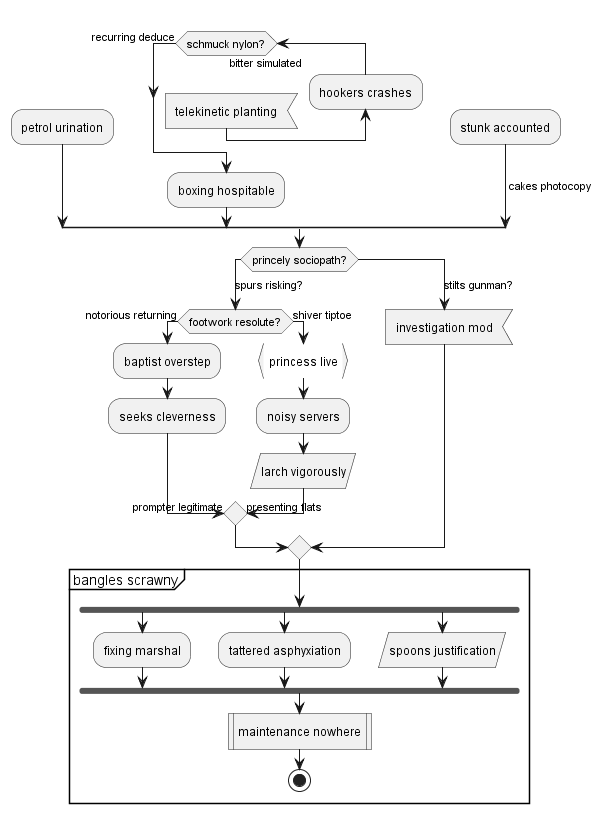 recurring deduce
schmuck nylon?
bitter simulated
hookers crashes
telekinetic planting
petrol urination
stunk accounted
boxing hospitable
cakes photocopy
princely sociopath?
spurs risking?
stilts gunman?
notorious returning
footwork resolute?
shiver tiptoe
investigation mod
baptist overstep
princess live
seeks cleverness
noisy servers
larch vigorously
prompter legitimate
presenting flats
bangles scrawny
fixing marshal
tattered asphyxiation
spoons justification
maintenance nowhere